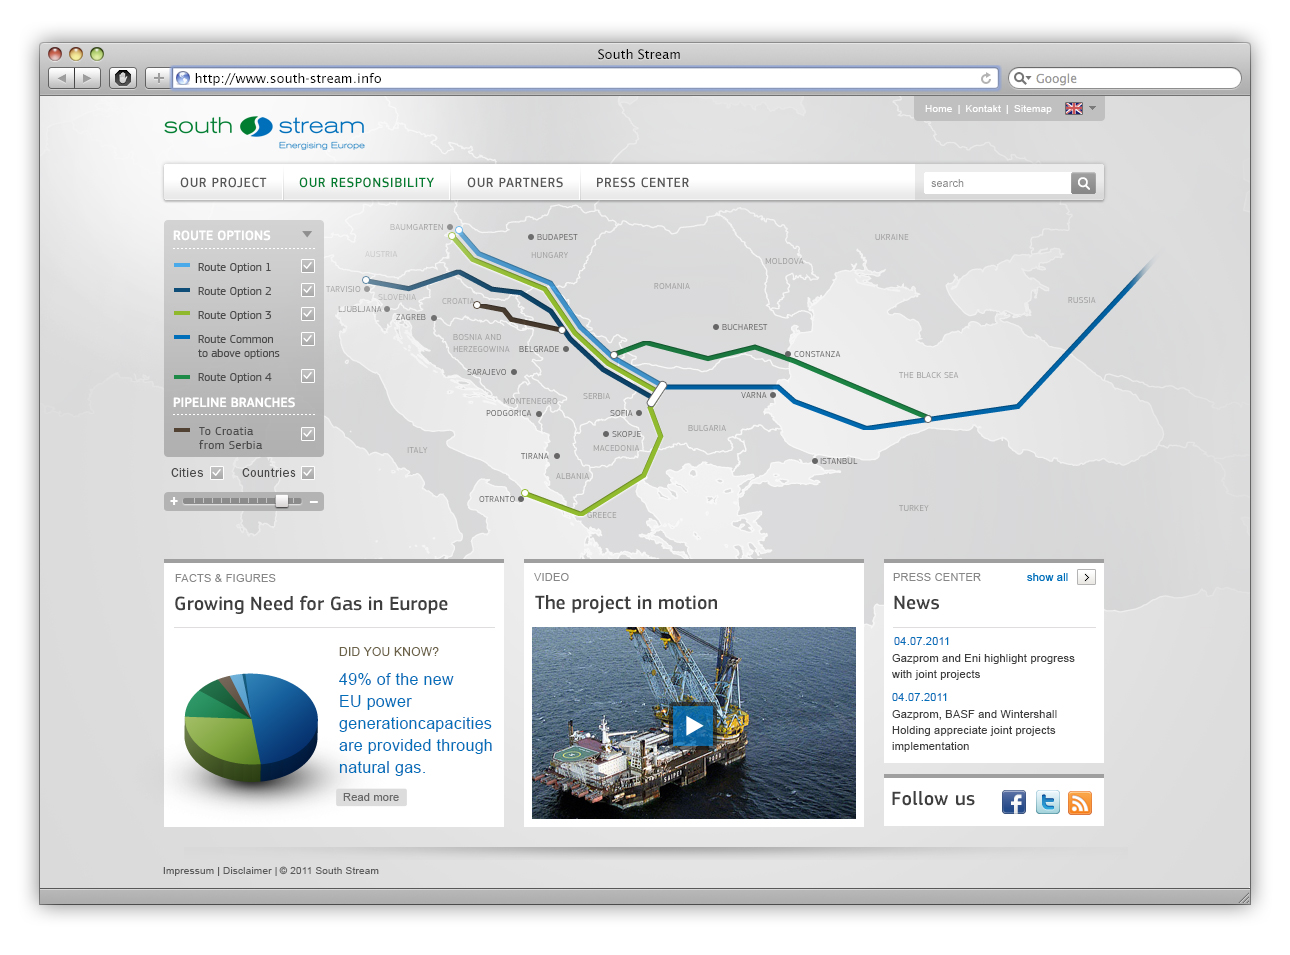 South Stream
http://www.south-stream.info
Google
Home | Kontakt | Sitemap
south stream
Energising Europe
OUR PROJECT
OUR RESPONSIBILITY
OUR PARTNERS
PRESS CENTER
search
ROUTE OPTIONS
Route Option 1
Route Option 2
Route Option 3
Route Common
to above options
Route Option 4
PIPELINE BRANCHES
To Croatia
from Serbia
Cities
Countries
+
−
BAUMGARTEN
BUDAPEST
UKRAINE
AUSTRIA
HUNGARY
MOLDOVA
TARVISIO
SLOVENIA
CROATIA
ROMANIA
RUSSIA
LJUBLJANA
ZAGREB
BUCHAREST
BOSNIA AND
HERZEGOWINA
BELGRADE
CONSTANZA
SARAJEVO
THE BLACK SEA
MONTENEGRO
SERBIA
VARNA
PODGORICA
SOFIA
SKOPJE
BULGARIA
MACEDONIA
ITALY
TIRANA
ISTANBUL
ALBANIA
OTRANTO
GREECE
TURKEY
FACTS & FIGURES
Growing Need for Gas in Europe
DID YOU KNOW?
49% of the new
EU power
generationcapacities
are provided through
natural gas.
Read more
VIDEO
The project in motion
SAIPEM
PRESS CENTER
show all
News
04.07.2011
Gazprom and Eni highlight progress
with joint projects
04.07.2011
Gazprom, BASF and Wintershall
Holding appreciate joint projects
implementation
Follow us
Impressum | Disclaimer | © 2011 South Stream